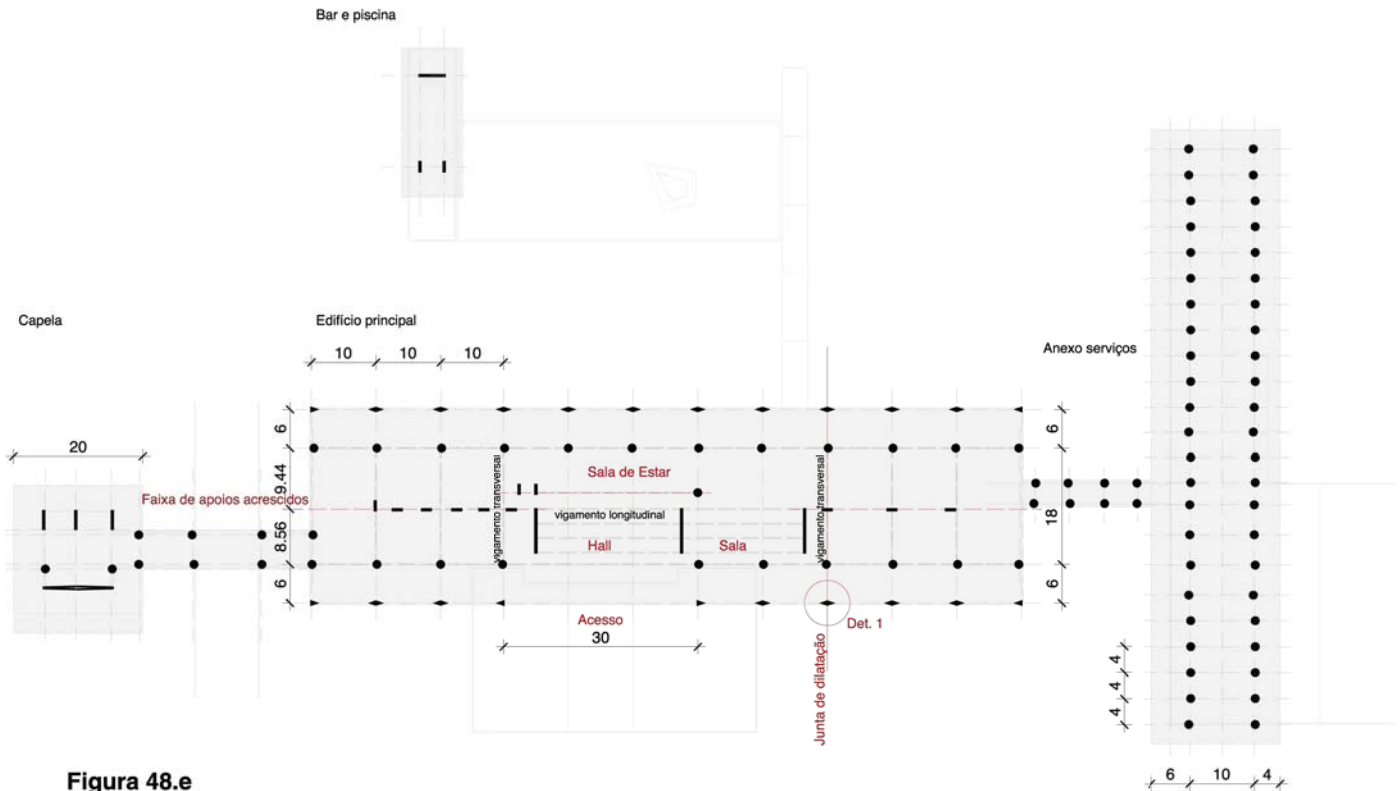 Bar e piscina
Capela
Edifício principal
10
10
10
Anexo serviços
20
6
6
Sala de Estar
9.44
vigamento transversal
vigamento transversal
Faixa de apoios acrescidos
vigamento longitudinal
18
8.56
Hall
Sala
6
6
Acesso
30
Det. 1
Junta de dilatação
4
4
4
6
10
4
Figura 48.e